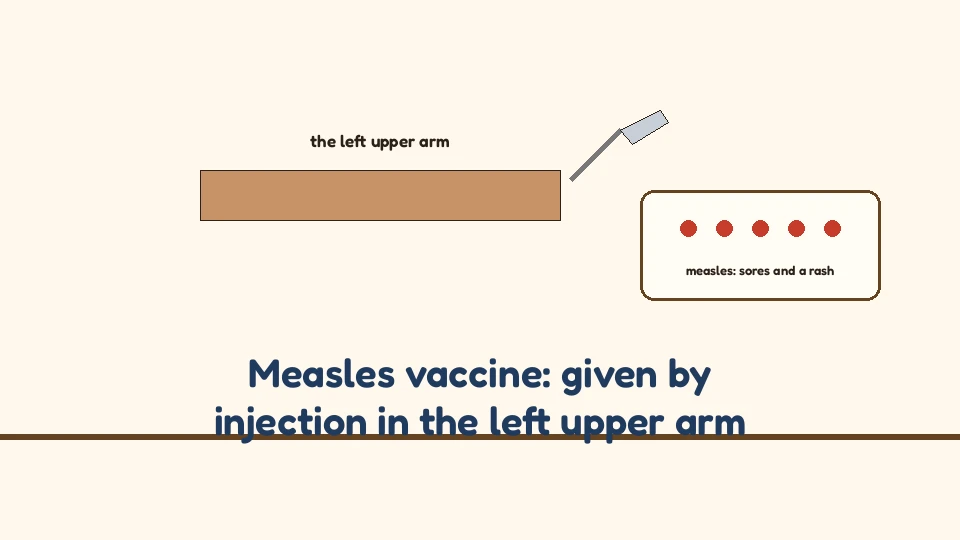 the left upper arm
measles: sores and a rash
Measles vaccine: given by
injection in the left upper arm